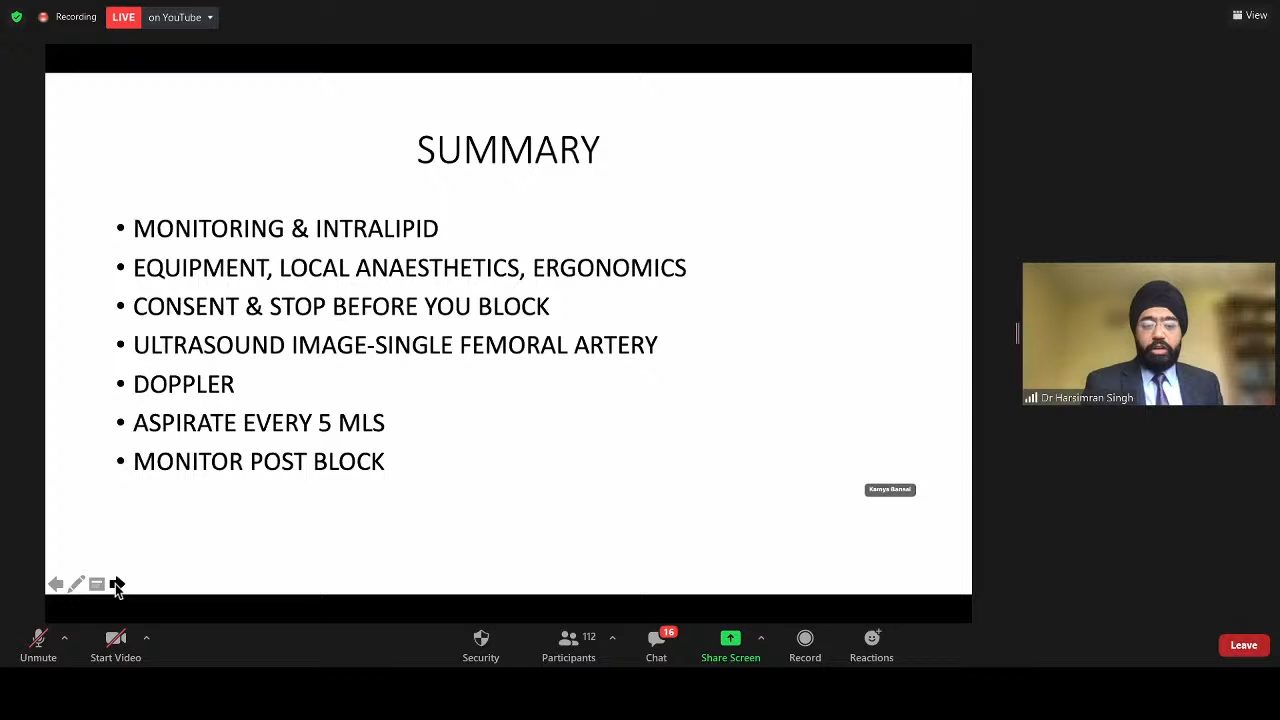 Recording
LIVE on YouTube
View
SUMMARY
• MONITORING & INTRALIPID
• EQUIPMENT, LOCAL ANAESTHETICS, ERGONOMICS
• CONSENT & STOP BEFORE YOU BLOCK
• ULTRASOUND IMAGE-SINGLE FEMORAL ARTERY
• DOPPLER
• ASPIRATE EVERY 5 MLS
• MONITOR POST BLOCK
Kamya Bansal
Dr Harsimran Singh
Unmute
Start Video
Security
Participants 112
Chat 16
Share Screen
Record
Reactions
Leave